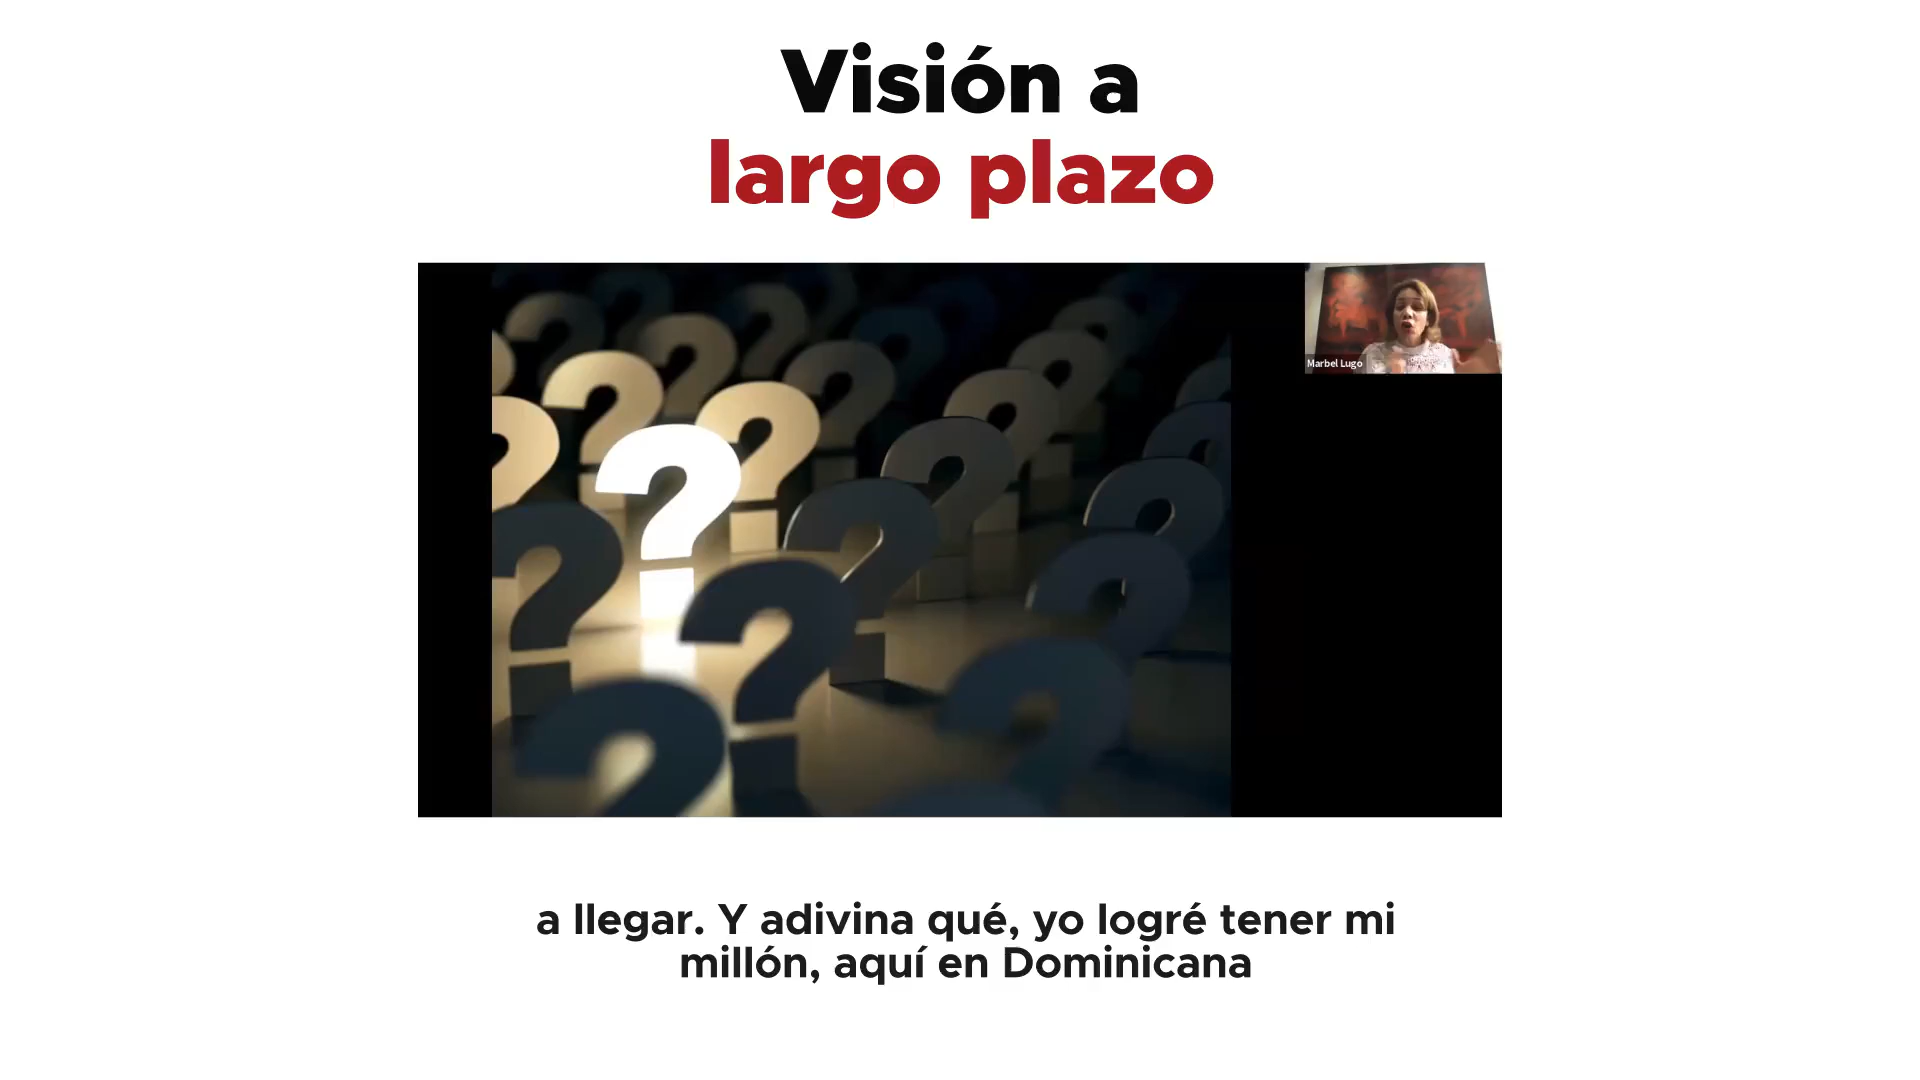 Visión a
largo plazo
Marbel Lugo
a llegar. Y adivina qué, yo logré tener mi
millón, aquí en Dominicana